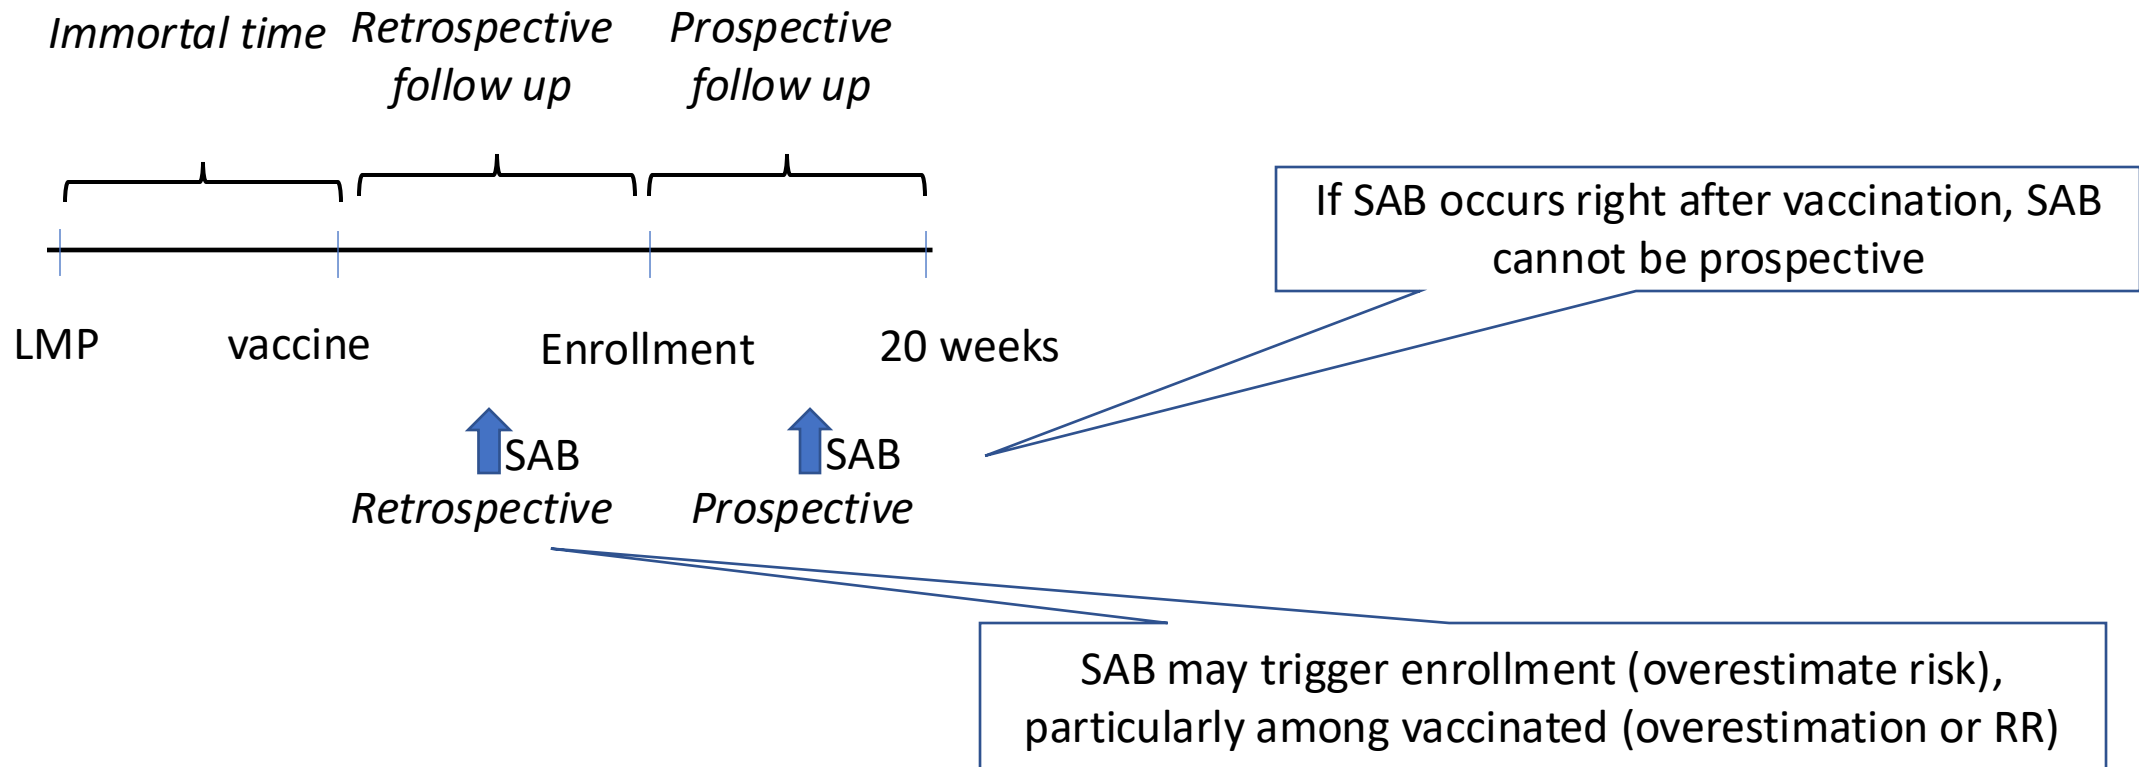 Immortal time
Retrospective
follow up
Prospective
follow up
If SAB occurs right after vaccination, SAB
cannot be prospective
LMP
vaccine
Enrollment
20 weeks
SAB
Retrospective
SAB
Prospective
SAB may trigger enrollment (overestimate risk),
particularly among vaccinated (overestimation or RR)